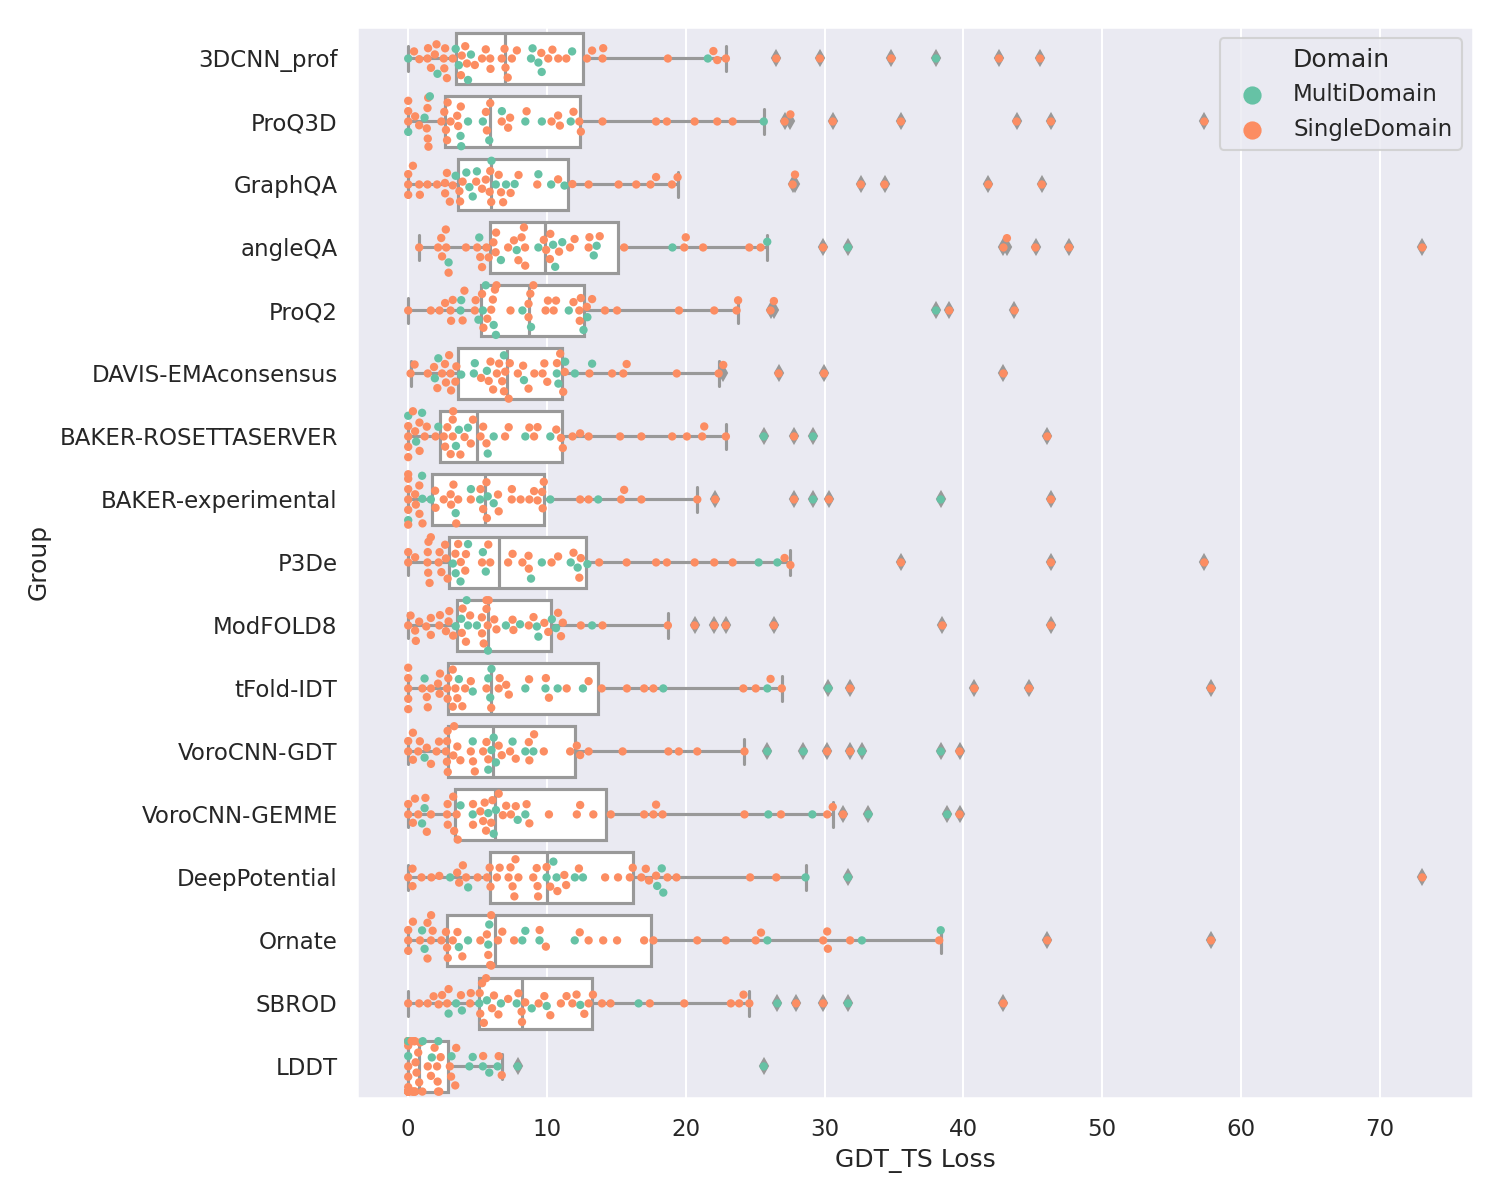 Domain
MultiDomain
SingleDomain
Group
3DCNN_prof
ProQ3D
GraphQA
angleQA
ProQ2
DAVIS-EMAconsensus
BAKER-ROSETTASERVER
BAKER-experimental
P3De
ModFOLD8
tFold-IDT
VoroCNN-GDT
VoroCNN-GEMME
DeepPotential
Ornate
SBROD
LDDT
0 10 20 30 40 50 60 70
GDT_TS Loss